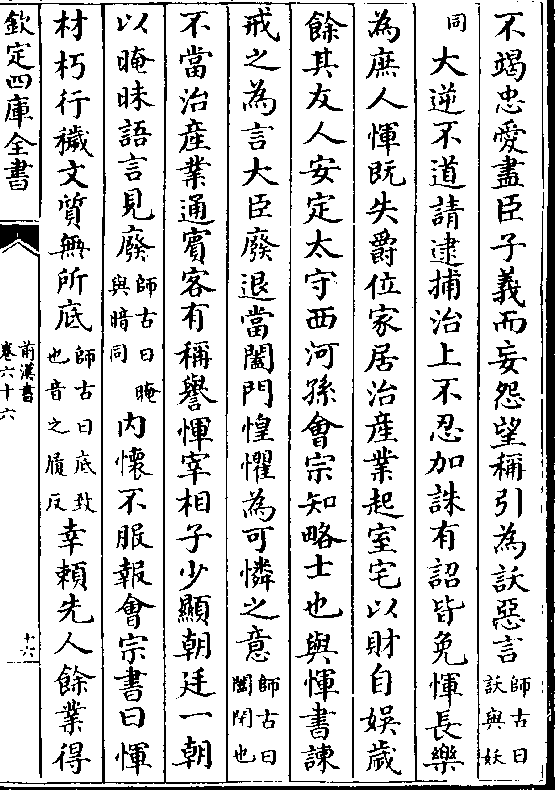 不竭忠愛盡臣子義而妄怨望稱引為訞惡言師古曰訞與妖
同大逆不道請逮捕治上不忍加誅有詔皆免惲長樂
為庶人惲既失爵位家居治産業起室宅以財自娛歲
餘其友人安定太守西河孫會宗知略士也與惲書諫
戒之為言大臣廢退當闔門惶懼為可憐之意師古曰闔閉也
不當治産業通賓客有稱譽惲宰相子少顯朝廷一朝
以晻昧語言見廢師古曰晻與暗同內懷不服報會宗書曰惲
材朽行穢文質無所底師古曰底致也音之履反幸頼先人餘業得
欽定四庫全書
前漢書
卷六十六
十六